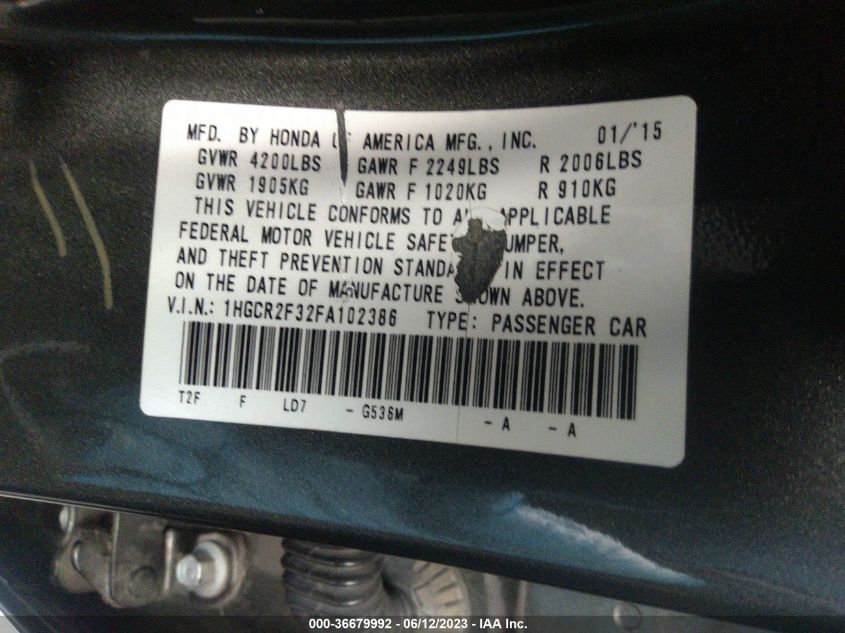 MFD. BY HONDA AMERICA MFG., INC. 01/'15
GVWR 4200LBS GAWR F 2249LBS R 2006LBS
GVWR 1905KG GAWR F 1020KG R 910KG
THIS VEHICLE CONFORMS TO A APPLICABLE
FEDERAL MOTOR VEHICLE SAFE UMPER,
AND THEFT PREVENTION STANDA IN EFFECT
ON THE DATE OF MANUFACTURE S OWN ABOVE.
V.I.N.: 1HGCR2F32FA102386 TYPE: PASSENGER CAR
T2F F LD7 - G536M - A - A
000-36679992 - 06/12/2023 - IAA Inc.